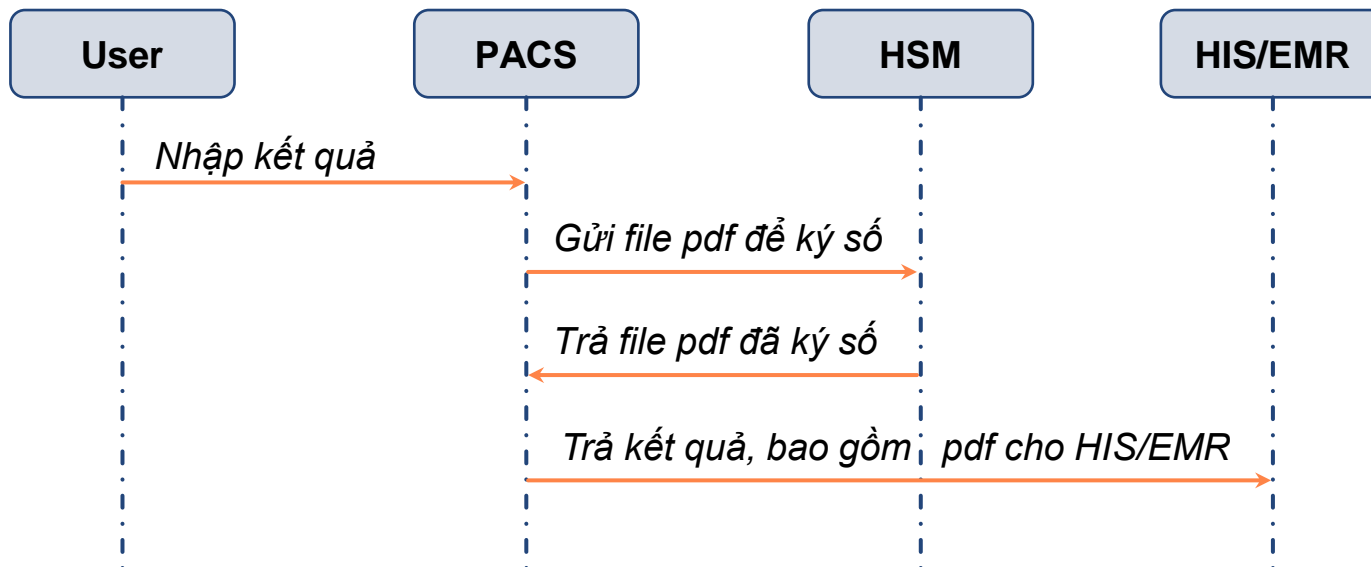 User
PACS
HSM
HIS/EMR
Nhập kết quả
Gửi file pdf để ký số
Trả file pdf đã ký số
Trả kết quả, bao gồm pdf cho HIS/EMR